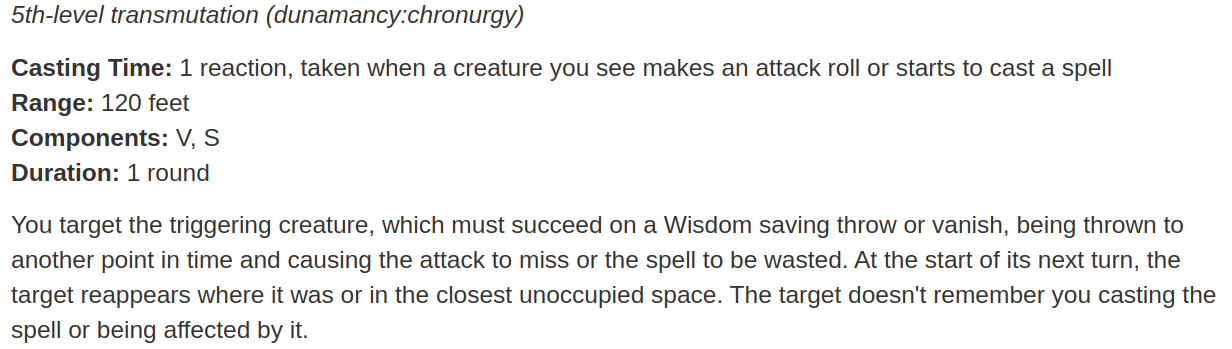 5th-level transmutation (dunamancy:chronurgy)
Casting Time: 1 reaction, taken when a creature you see makes an attack roll or starts to cast a spell
Range: 120 feet
Components: V, S
Duration: 1 round
You target the triggering creature, which must succeed on a Wisdom saving throw or vanish, being thrown to
another point in time and causing the attack to miss or the spell to be wasted. At the start of its next turn, the
target reappears where it was or in the closest unoccupied space. The target doesn't remember you casting the
spell or being affected by it.